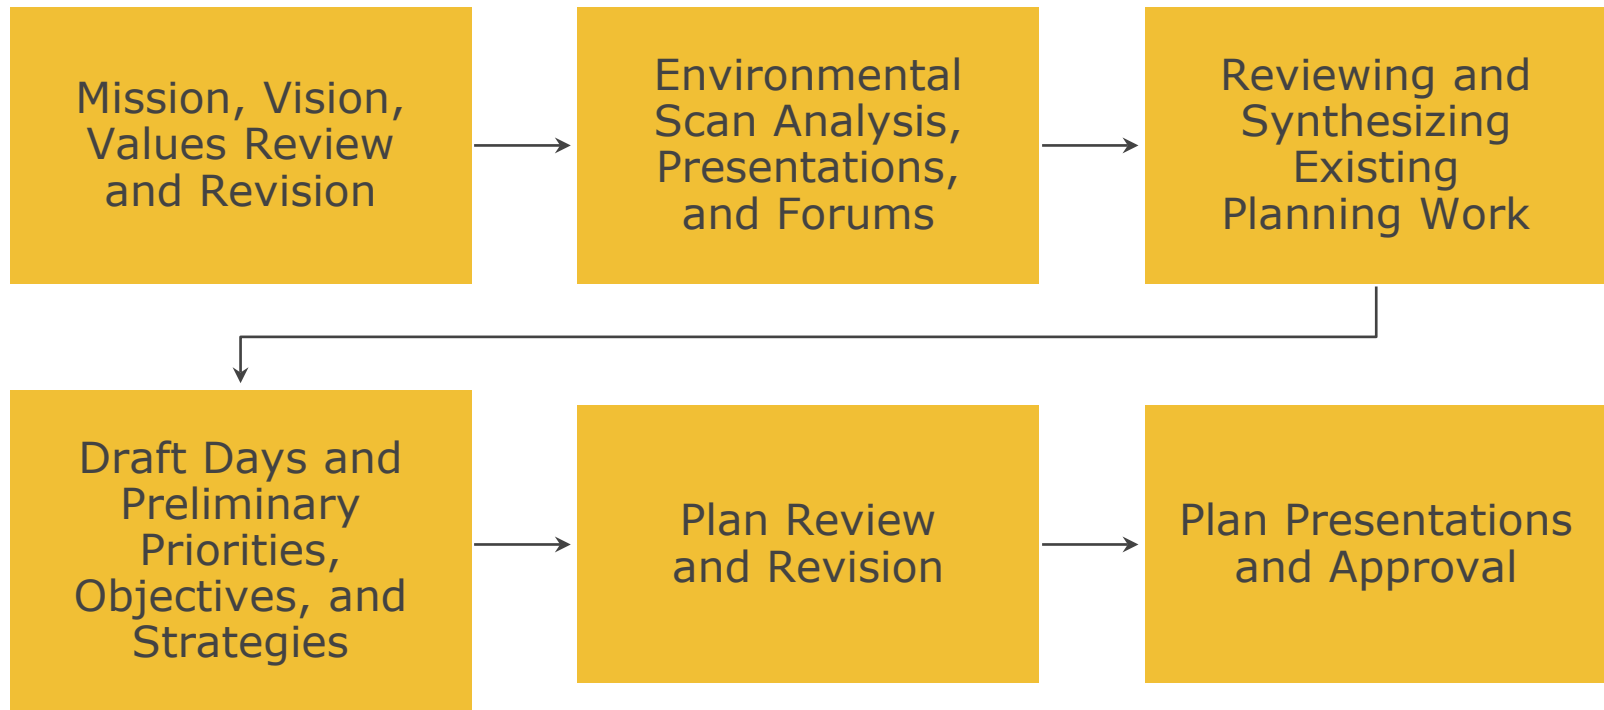 Mission, Vision,
Values Review
and Revision
Environmental
Scan Analysis,
Presentations,
and Forums
Reviewing and
Synthesizing
Existing
Planning Work
Draft Days and
Preliminary
Priorities,
Objectives, and
Strategies
Plan Review
and Revision
Plan Presentations
and Approval